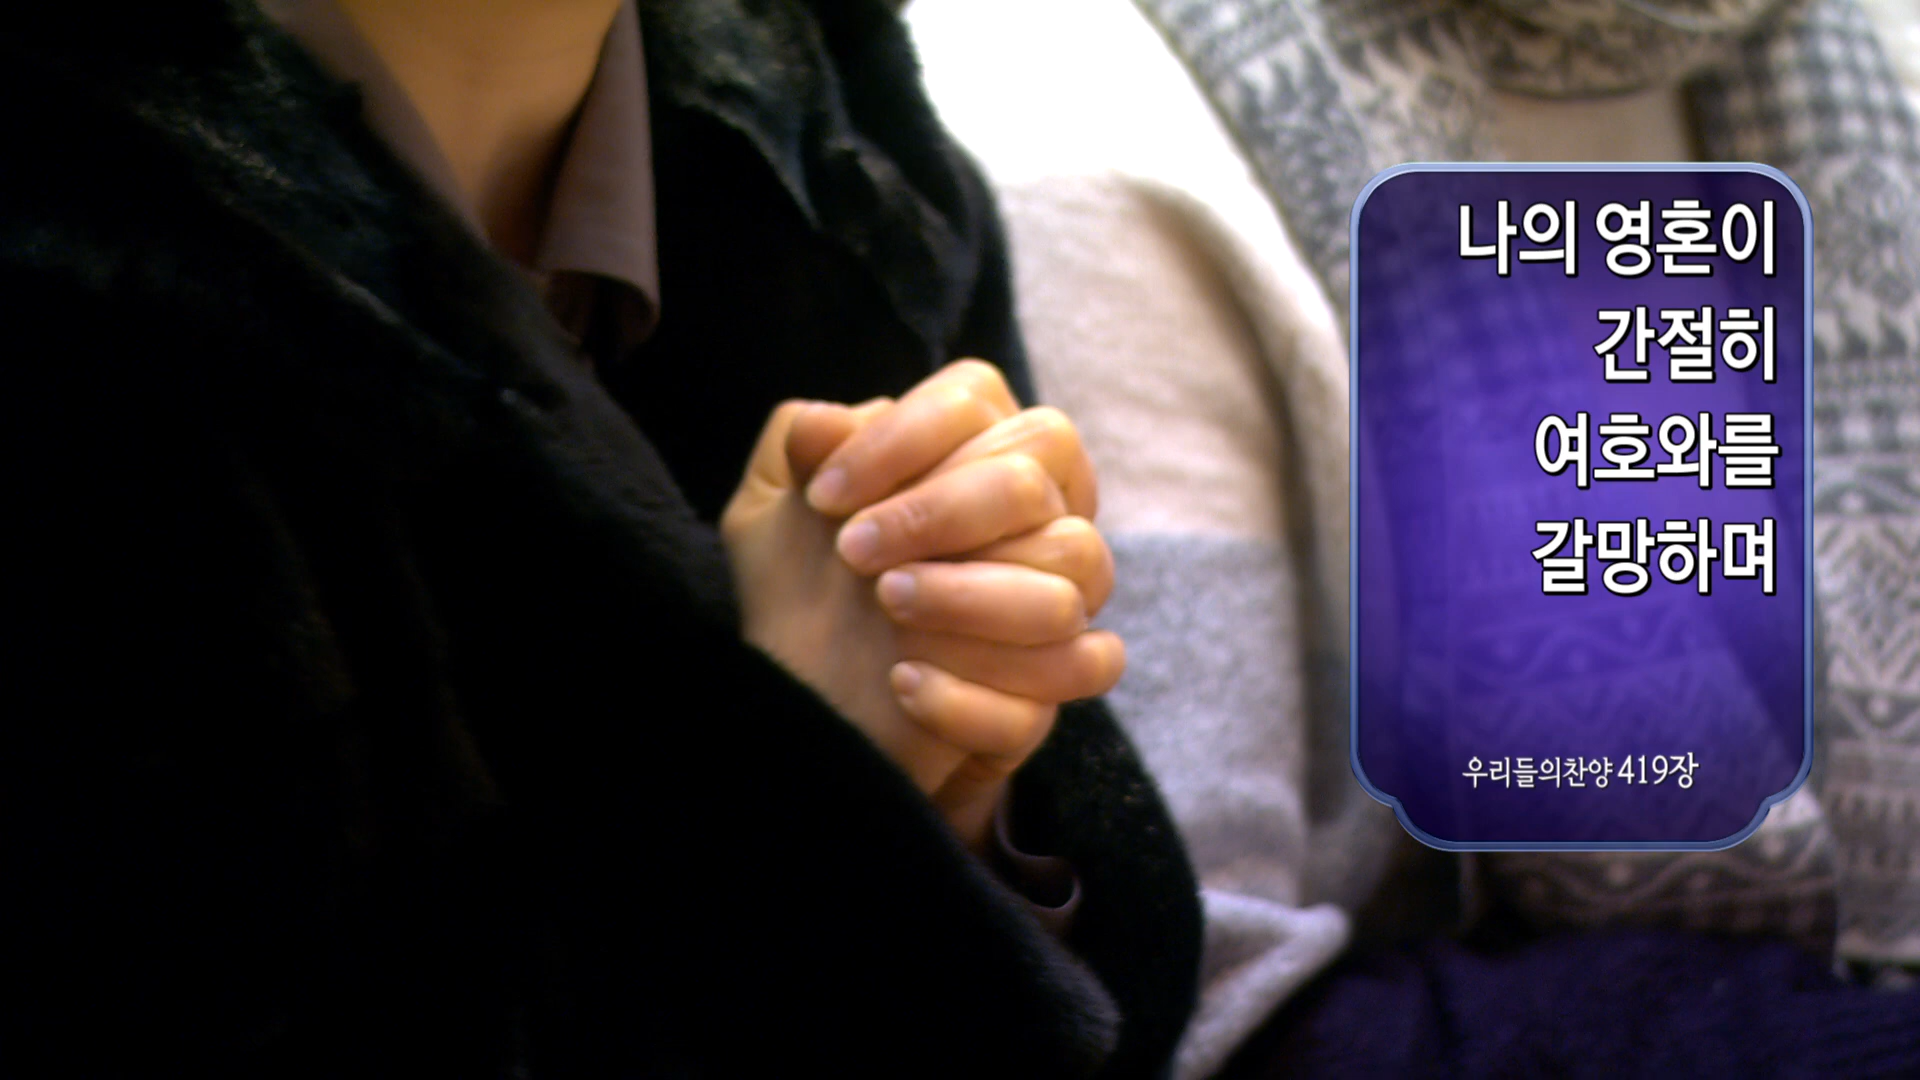 나의 영혼이
간절히
여호와를
갈망하며
우리들의찬양 419장